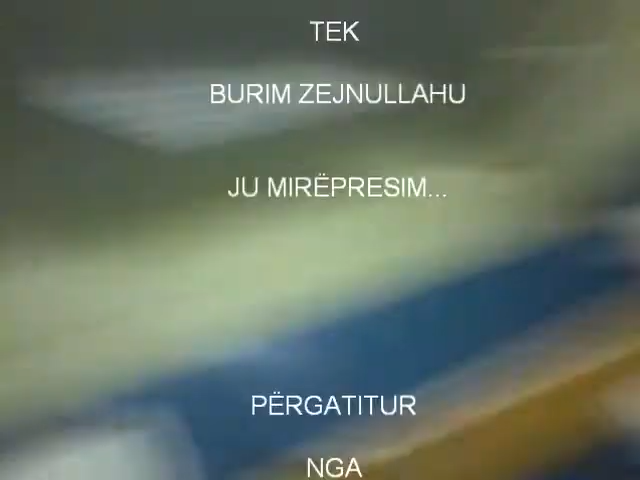 TEK
BURIM ZEJNULLAHU
JU MIRËPRESIM...
PËRGATITUR
NGA